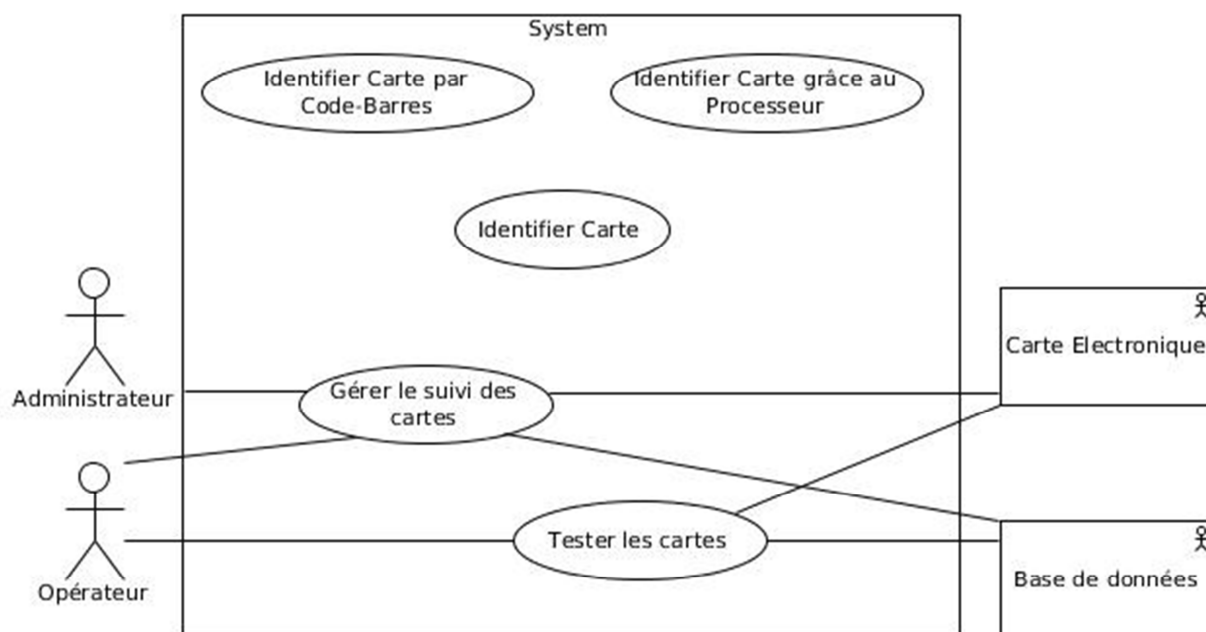 System
Identifier Carte par
Code-Barres
Identifier Carte grâce au
Processeur
Identifier Carte
Administrateur
Gérer le suivi des
cartes
Carte Electronique
Opérateur
Tester les cartes
Base de données